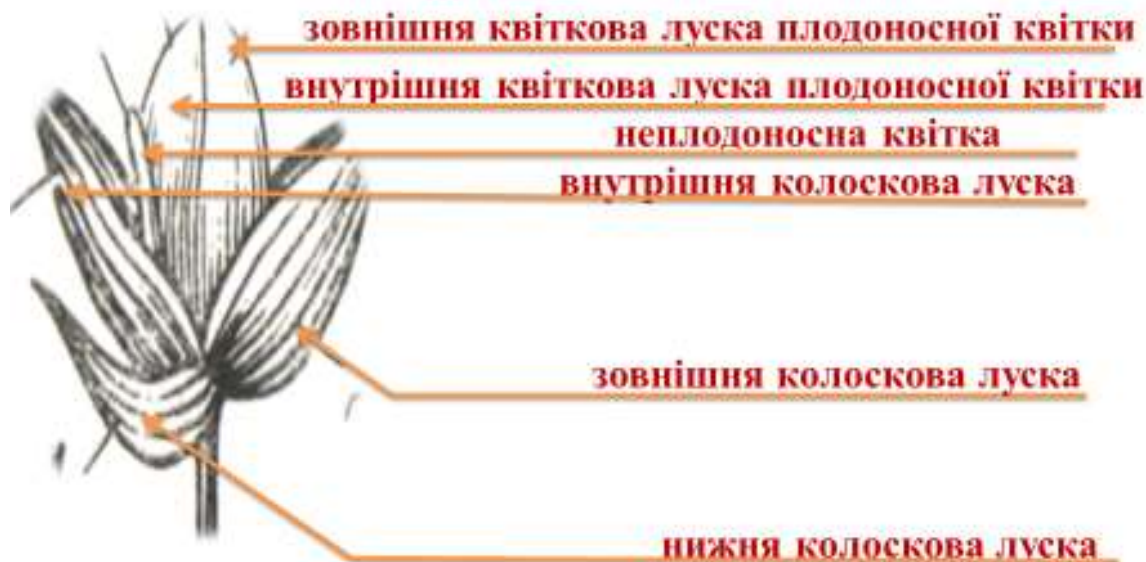 зовнішня квіткова луска плодоносної квітки
внутрішня квіткова луска плодоносної квітки
неплодоносна квітка
внутрішня колоскова луска
зовнішня колоскова луска
нижня колоскова луска